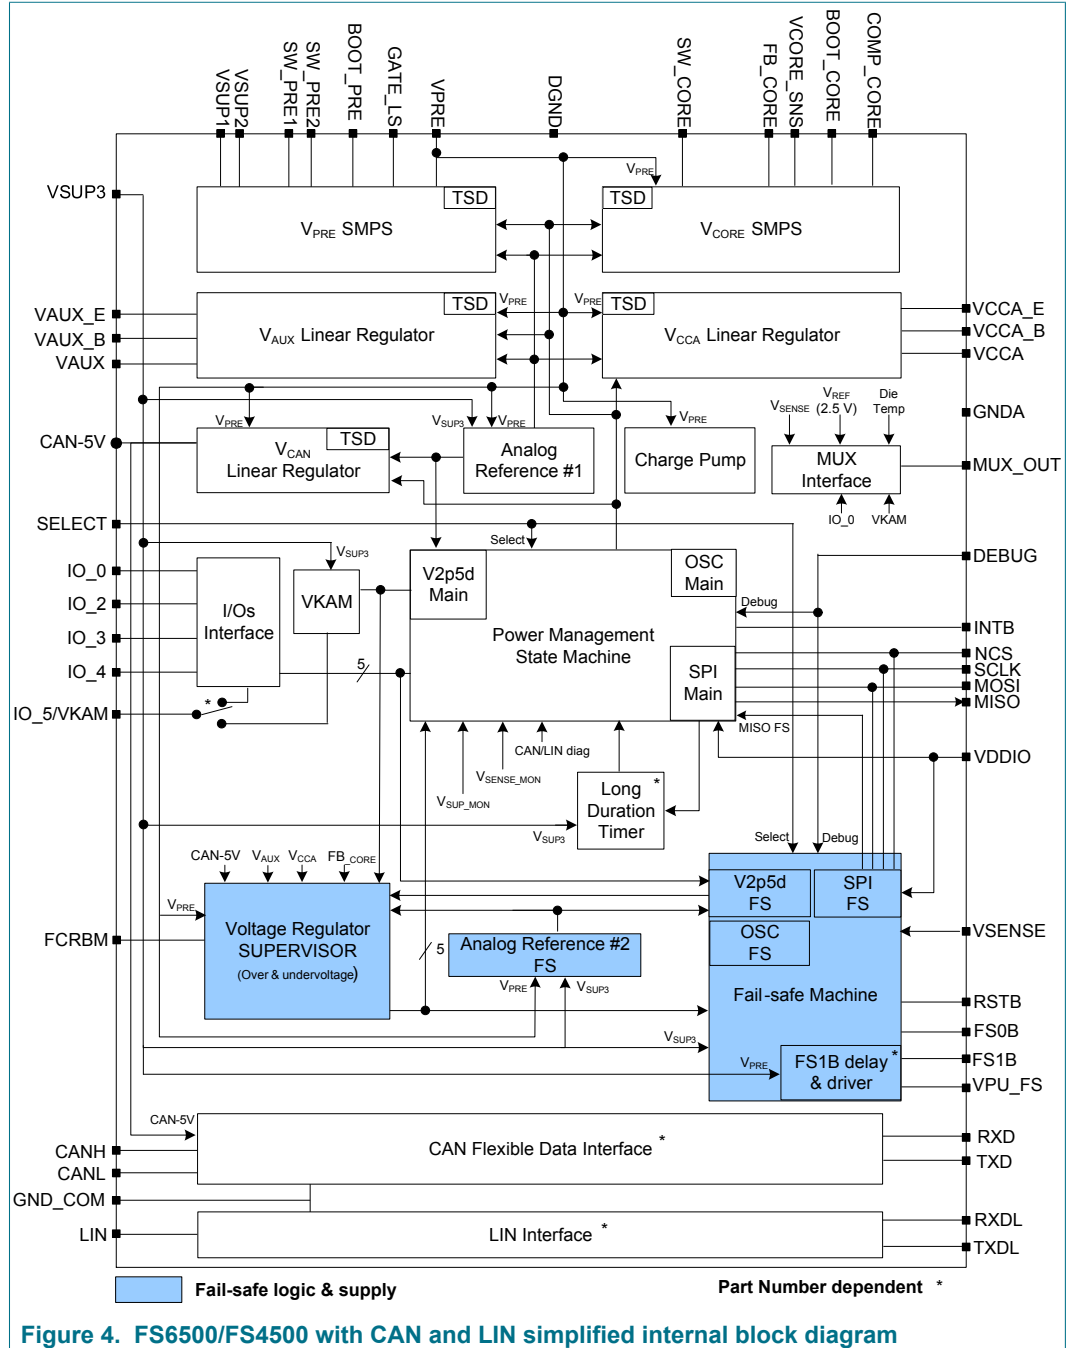 VSUP1
VSUP2
SW_PRE1
SW_PRE2
BOOT_PRE
GATE_LS
VPRE
DGND
SW_CORE
FB_CORE
VCORE_SNS
BOOT_CORE
COMP_CORE
VSUP3
VPRE
TSD
TSD
VPRE SMPS
VCORE SMPS
VAUX_E
VAUX_B
VAUX
TSD
VPRE
VPRE
TSD
VAUX Linear Regulator
VCCA Linear Regulator
VCCA_E
VCCA_B
VCCA
GNDA
VPRE
VSUP3
VPRE
VPRE
VSENSE
VREF
(2.5 V)
Die
Temp
CAN-5V
TSD
VCAN
Linear Regulator
Analog
Reference #1
Charge Pump
MUX
Interface
MUX_OUT
IO_0
VKAM
SELECT
Select
VSUP3
DEBUG
IO_0
IO_2
IO_3
IO_4
IO_5/VKAM
I/Os
Interface
VKAM
V2p5d
Main
OSC
Main
Debug
Power Management
State Machine
SPI
Main
5
*
INTB
NCS
SCLK
MOSI
MISO
MISO FS
VDDIO
CAN/LIN diag
VSENSE_MON
VSUP_MON
Long
Duration
Timer
*
VSUP3
Select
Debug
CAN-5V
VAUX
VCCA
FB_CORE
VPRE
FCRBM
Voltage Regulator
SUPERVISOR
(Over & undervoltage)
5
Analog Reference #2
FS
VPRE
VSUP3
V2p5d
FS
SPI
FS
OSC
FS
Fail-safe Machine
VSENSE
RSTB
FS0B
FS1B
VPU_FS
VSUP3
VPRE
FS1B delay
& driver
*
CAN-5V
CANH
CANL
GND_COM
LIN
CAN Flexible Data Interface *
LIN Interface *
RXD
TXD
RXDL
TXDL
Fail-safe logic & supply
Part Number dependent *
Figure 4. FS6500/FS4500 with CAN and LIN simplified internal block diagram